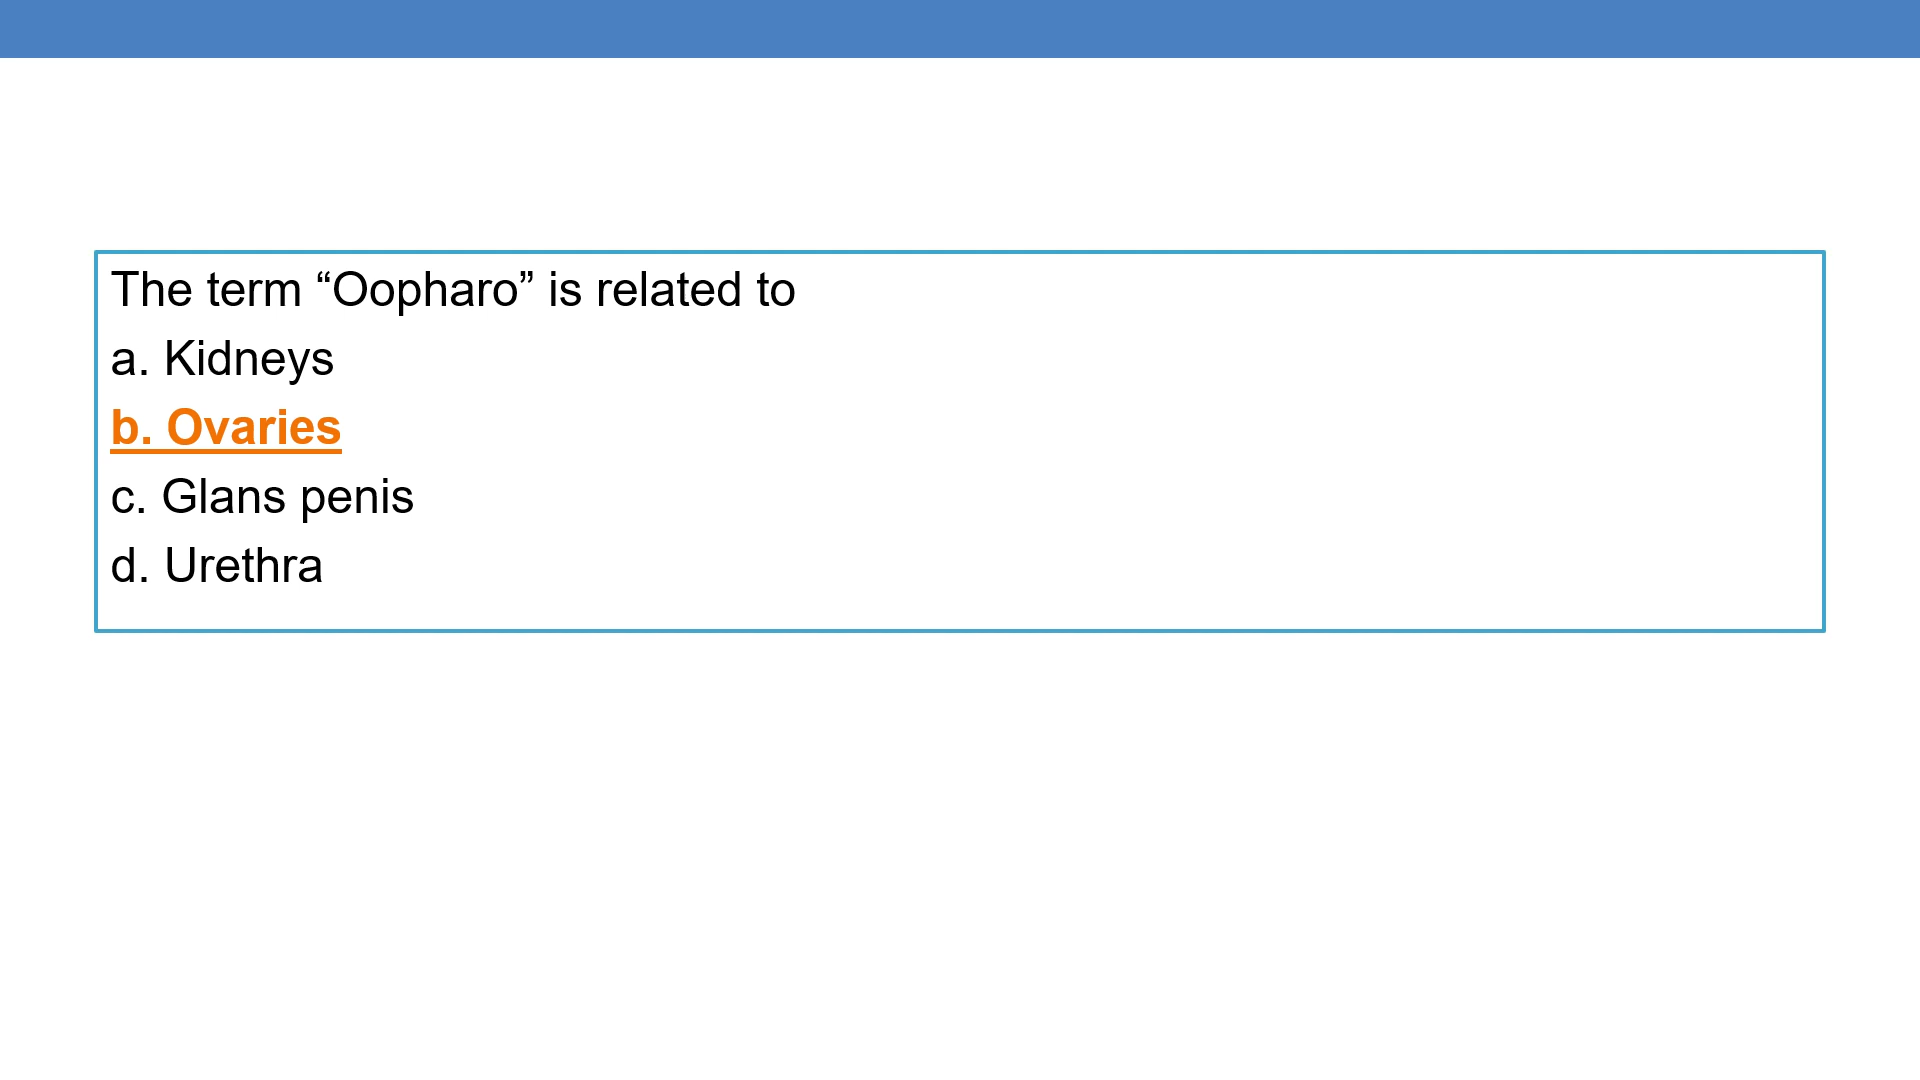 The term “Oopharo” is related to
a. Kidneys
b. Ovaries
c. Glans penis
d. Urethra